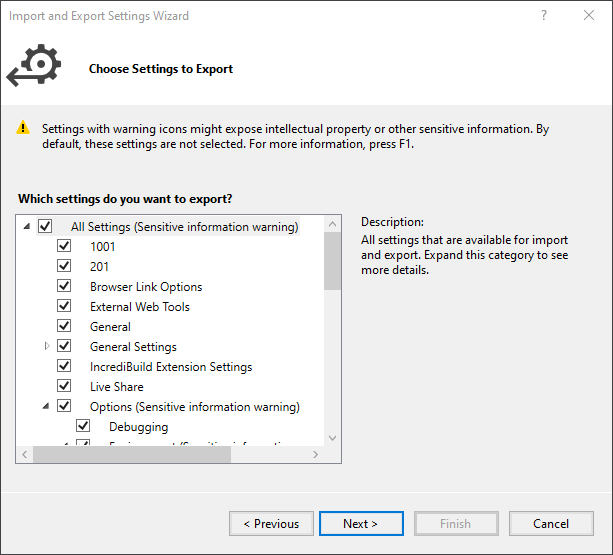 Import and Export Settings Wizard
?
Choose Settings to Export
Settings with warning icons might expose intellectual property or other sensitive information. By
default, these settings are not selected. For more information, press F1.
Which settings do you want to export?
All Settings (Sensitive information warning)
1001
201
Browser Link Options
External Web Tools
General
General Settings
IncrediBuild Extension Settings
Live Share
Options (Sensitive information warning)
Debugging
Description:
All settings that are available for import
and export. Expand this category to see
more details.
< Previous
Next >
Finish
Cancel